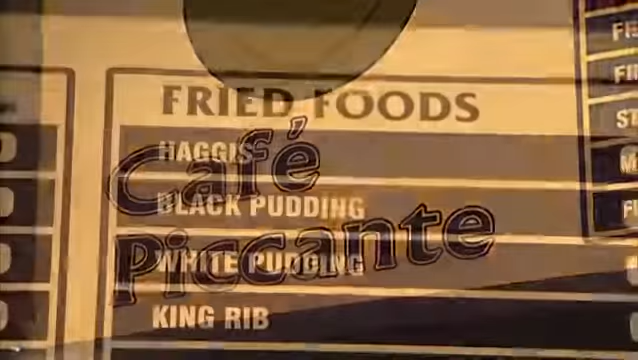 FRIED FOODS
HAGGIS
Café
BLACK PUDDING
Piccante
WHITE PUDDING
KING RIB